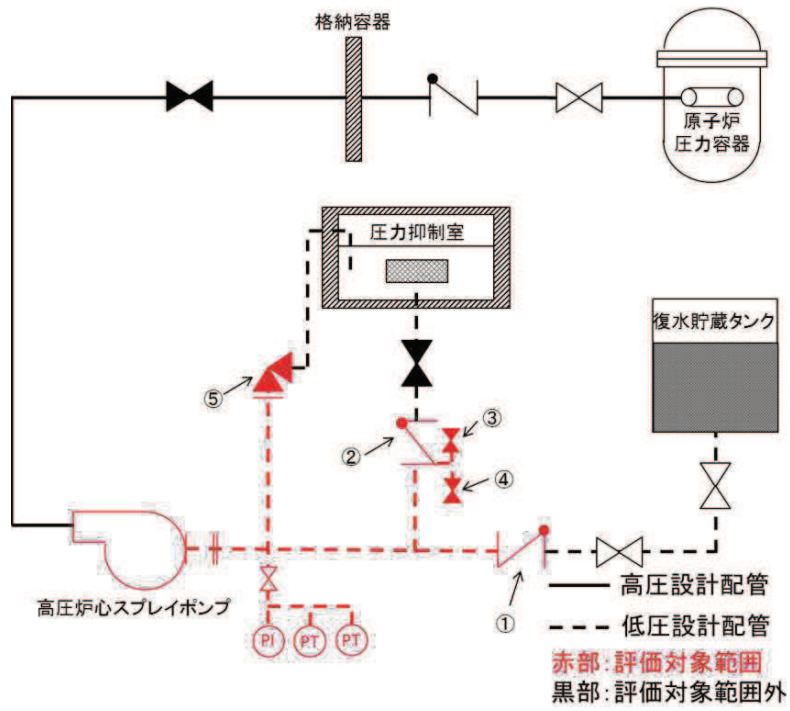 格納容器
原子炉
圧力容器
圧力抑制室
復水貯蔵タンク
⑤
③
②
④
高圧炉心スプレイポンプ
①
PI
PT
PT
高圧設計配管
低圧設計配管
赤部：評価対象範囲
黒部：評価対象範囲外